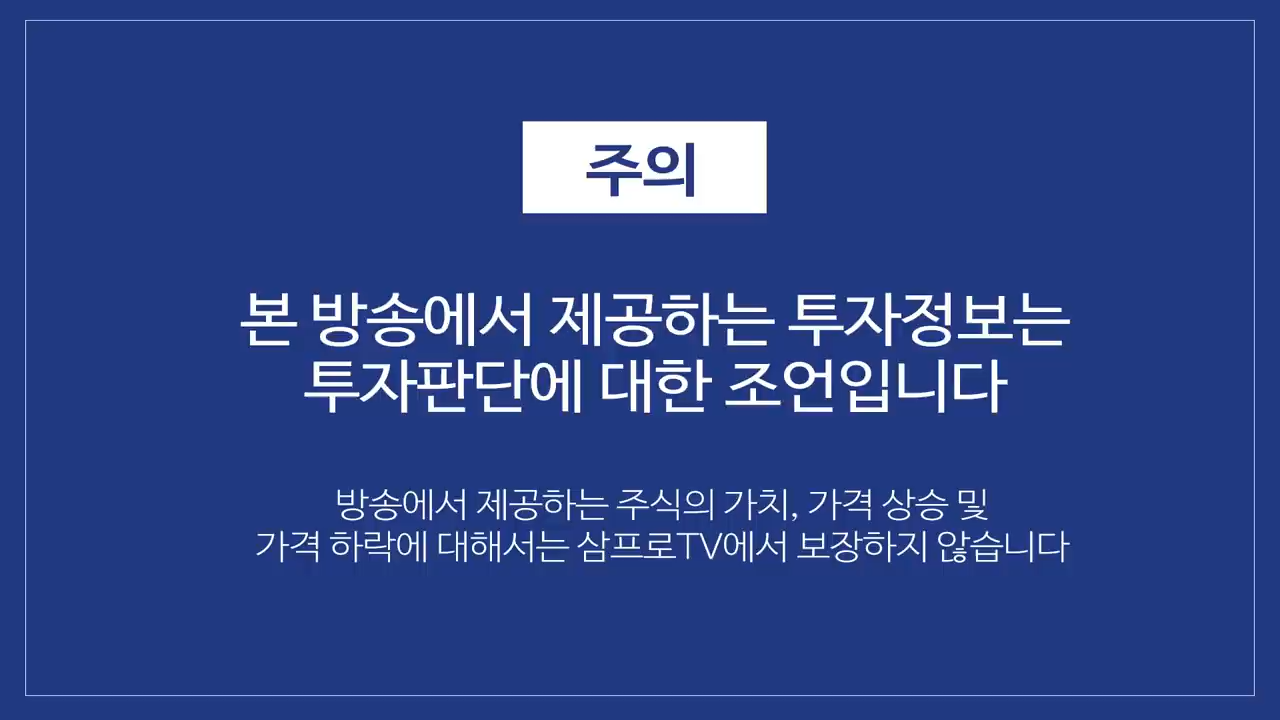 주의
본 방송에서 제공하는 투자정보는
투자판단에 대한 조언입니다
방송에서 제공하는 주식의 가치, 가격 상승 및
가격 하락에 대해서는 삼프로TV에서 보장하지 않습니다